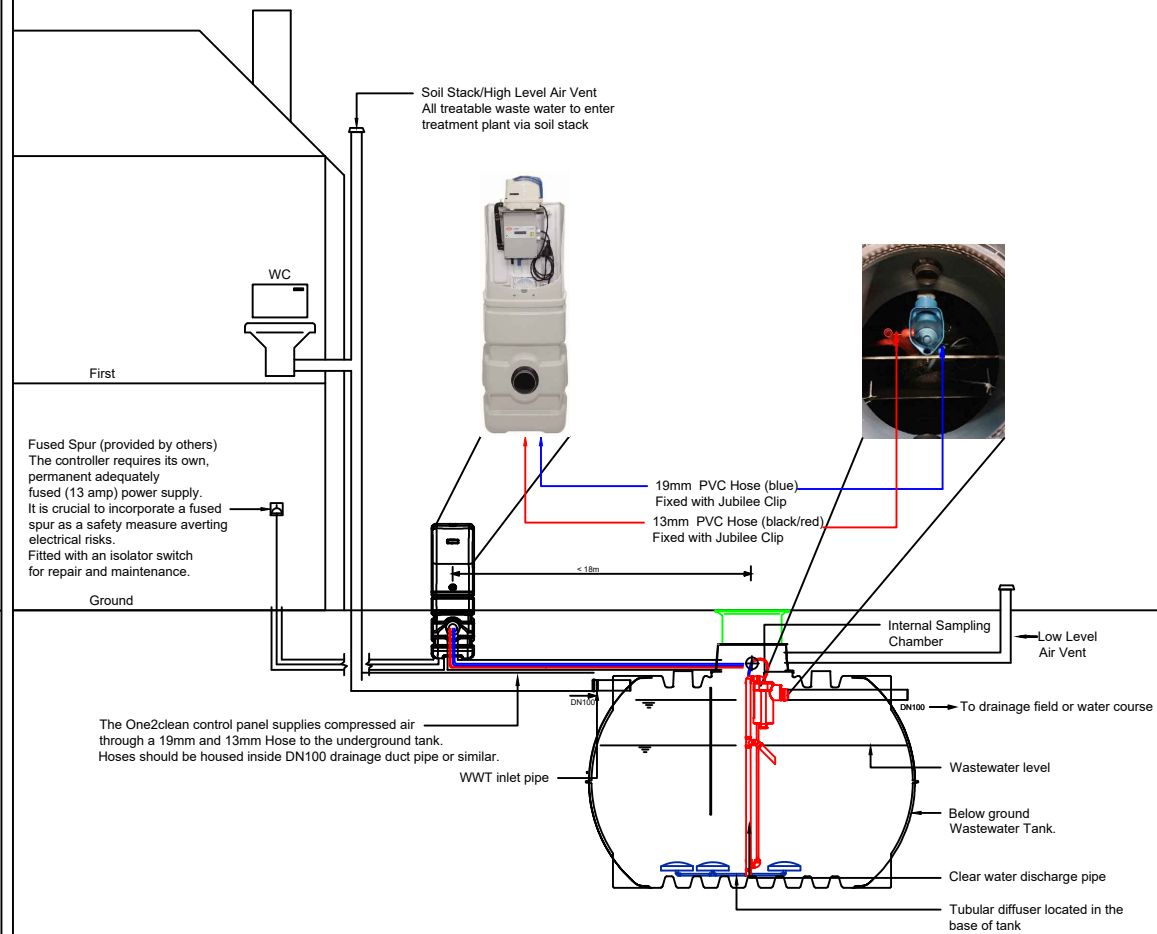 Soil Stack/High Level Air Vent
All treatable waste water to enter
treatment plant via soil stack
WC
First
Fused Spur (provided by others)
The controller requires its own,
permanent adequately
fused (13 amp) power supply.
It is crucial to incorporate a fused
spur as a safety measure averting
electrical risks.
Fitted with an isolator switch
for repair and maintenance.
19mm  PVC Hose (blue)
Fixed with Jubilee Clip
13mm  PVC Hose (black/red)
Fixed with Jubilee Clip
< 18m
Ground
Internal Sampling
Chamber
Low Level
Air Vent
DN100
DN100
To drainage field or water course
The One2clean control panel supplies compressed air
through a 19mm and 13mm Hose to the underground tank.
Hoses should be housed inside DN100 drainage duct pipe or similar.
WWT inlet pipe
Wastewater level
Below ground
Wastewater Tank.
Clear water discharge pipe
Tubular diffuser located in the
base of tank